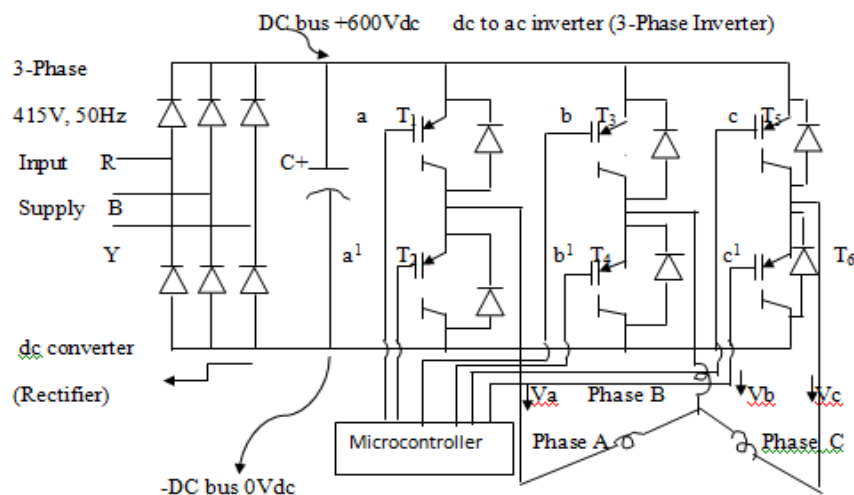 DC bus +600Vdc dc to ac inverter (3-Phase Inverter)
3-Phase
415V, 50Hz a T1 b T3 c T5
Input R C+
Supply B
Y a¹ T2 b¹ T4 c¹ T6
dc converter
(Rectifier) Va Phase B Vb Vc
Microcontroller Phase A Phase C
-DC bus 0Vdc